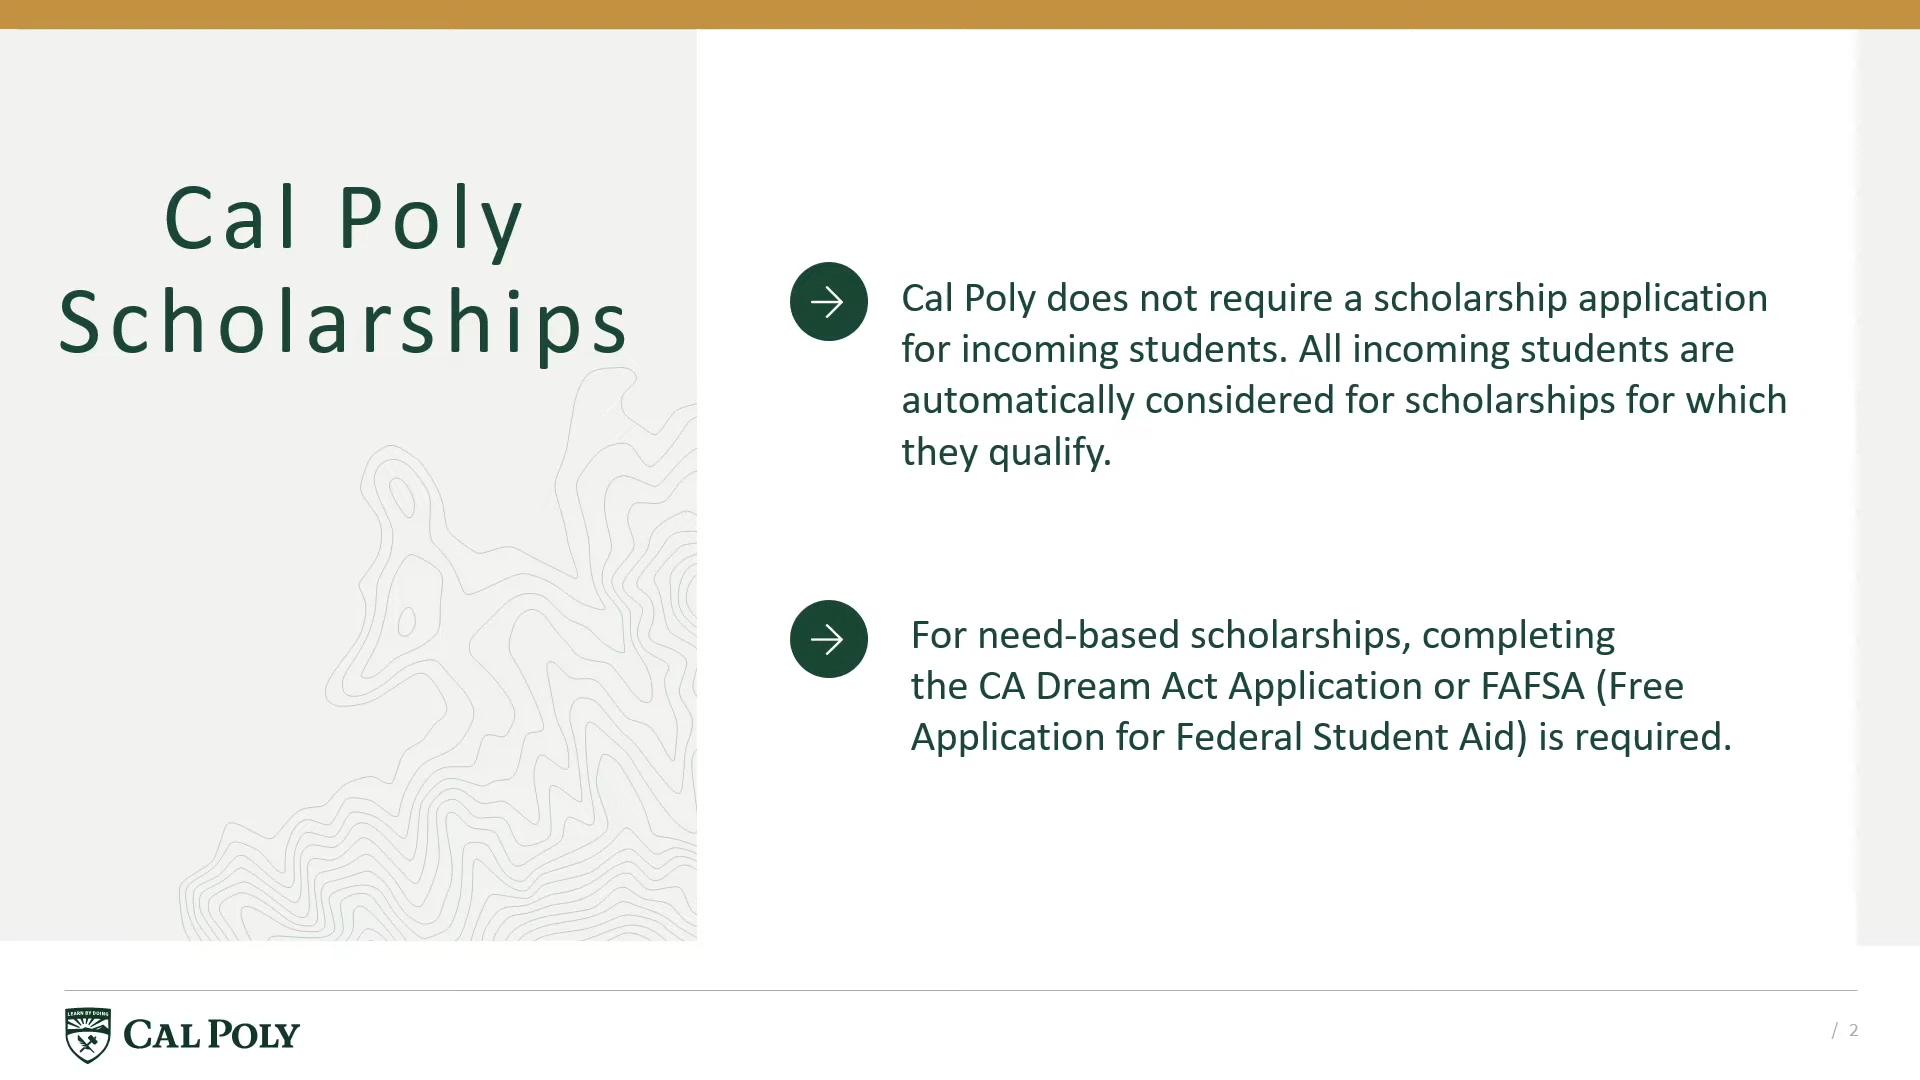 Cal Poly
Scholarships
Cal Poly does not require a scholarship application
for incoming students. All incoming students are
automatically considered for scholarships for which
they qualify.
For need-based scholarships, completing
the CA Dream Act Application or FAFSA (Free
Application for Federal Student Aid) is required.
LEARN BY DOING
CAL POLY
/ 2